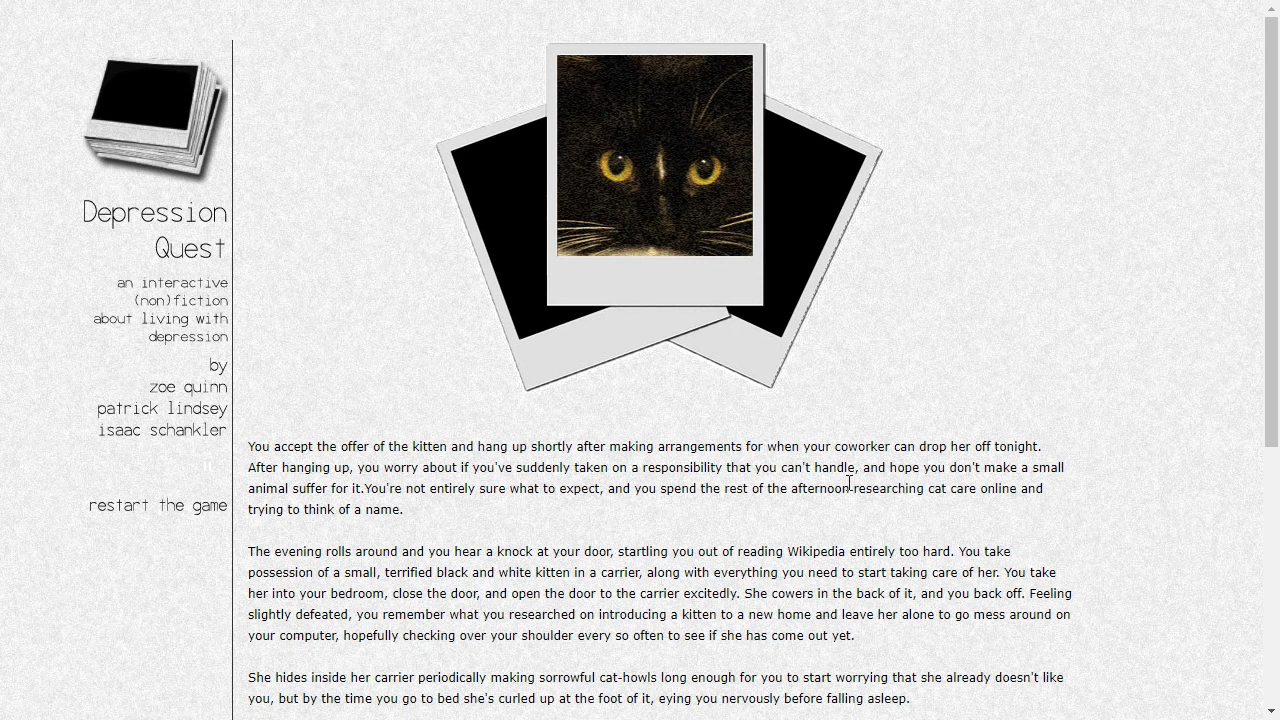 Depression
Quest
an interactive
(non)fiction
about living with
depression
by
zoe quinn
patrick lindsey
isaac schankler
restart the game
You accept the offer of the kitten and hang up shortly after making arrangements for when your coworker can drop her off tonight.
After hanging up, you worry about if you've suddenly taken on a responsibility that you can't handle, and hope you don't make a small
animal suffer for it.You're not entirely sure what to expect, and you spend the rest of the afternoon researching cat care online and
trying to think of a name.
The evening rolls around and you hear a knock at your door, startling you out of reading Wikipedia entirely too hard. You take
possession of a small, terrified black and white kitten in a carrier, along with everything you need to start taking care of her. You take
her into your bedroom, close the door, and open the door to the carrier excitedly. She cowers in the back of it, and you back off. Feeling
slightly defeated, you remember what you researched on introducing a kitten to a new home and leave her alone to go mess around on
your computer, hopefully checking over your shoulder every so often to see if she has come out yet.
She hides inside her carrier periodically making sorrowful cat-howls long enough for you to start worrying that she already doesn't like
you, but by the time you go to bed she's curled up at the foot of it, eying you nervously before falling asleep.